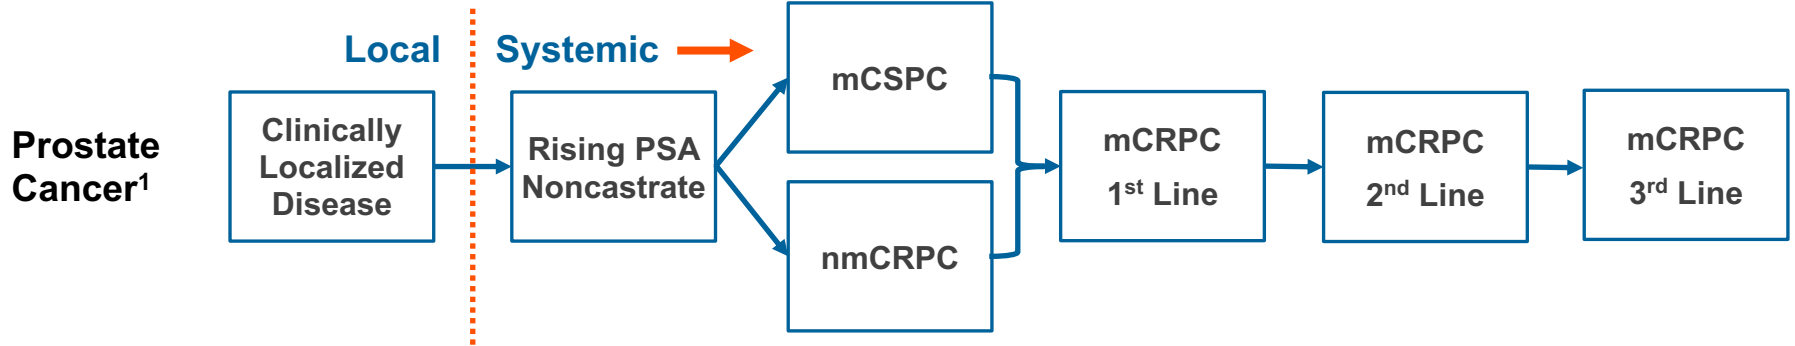 Local
Systemic
Prostate
Cancer¹
Clinically
Localized
Disease
Rising PSA
Noncastrate
mCSPC
nmCRPC
mCRPC
1st Line
mCRPC
2nd Line
mCRPC
3rd Line